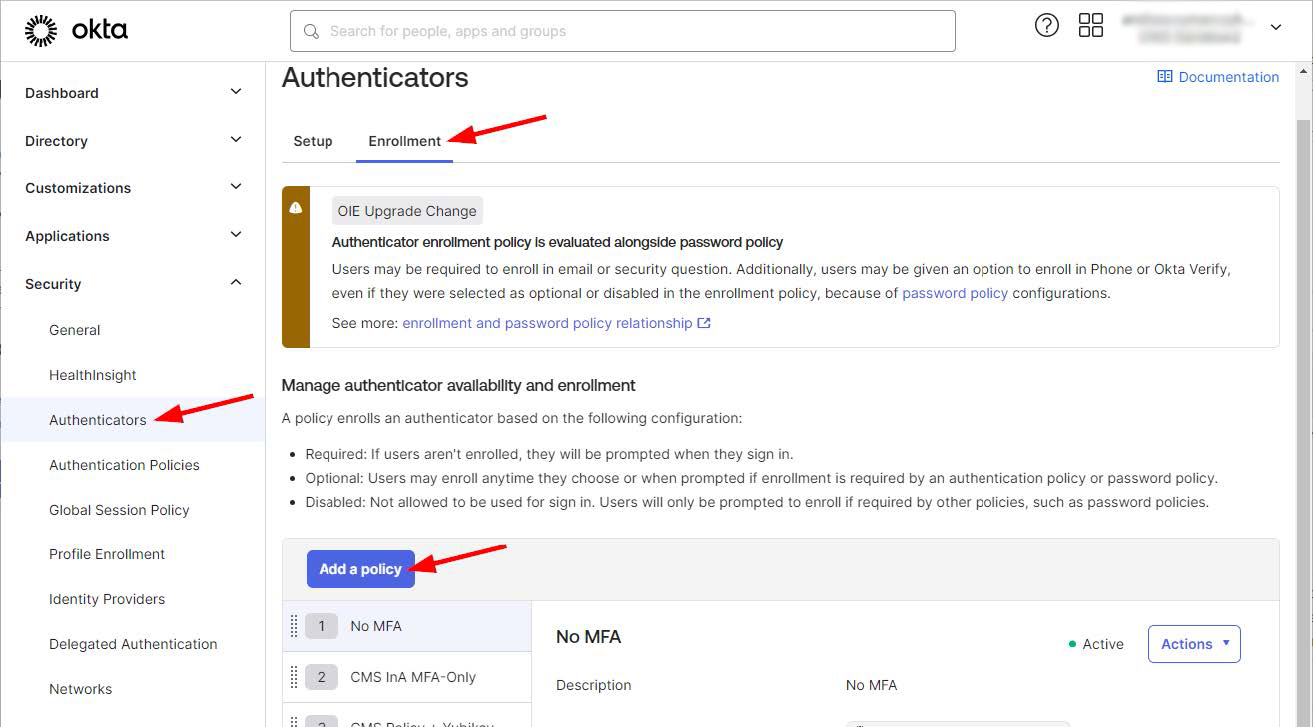 okta
Search for people, apps and groups
Dashboard
Directory
Customizations
Applications
Security
General
HealthInsight
Authenticators
Authentication Policies
Global Session Policy
Profile Enrollment
Identity Providers
Delegated Authentication
Networks
Authenticators
Documentation
Setup
Enrollment
OIE Upgrade Change
Authenticator enrollment policy is evaluated alongside password policy
Users may be required to enroll in email or security question. Additionally, users may be given an option to enroll in Phone or Okta Verify,
even if they were selected as optional or disabled in the enrollment policy, because of password policy configurations.
See more: enrollment and password policy relationship
Manage authenticator availability and enrollment
A policy enrolls an authenticator based on the following configuration:
• Required: If users aren't enrolled, they will be prompted when they sign in.
• Optional: Users may enroll anytime they choose or when prompted if enrollment is required by an authentication policy or password policy.
• Disabled: Not allowed to be used for sign in. Users will only be prompted to enroll if required by other policies, such as password policies.
Add a policy
1 No MFA
2 CMS InA MFA-Only
3 CMS Policy + Yubikey
No MFA
Active
Actions
Description
No MFA